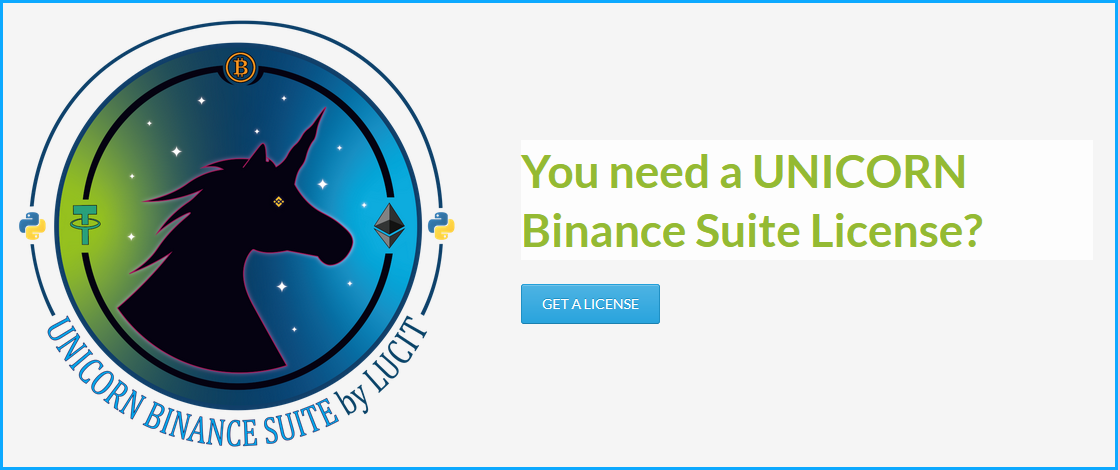 UNICORN BINANCE SUITE by LUCIT
You need a UNICORN
Binance Suite License?
GET A LICENSE